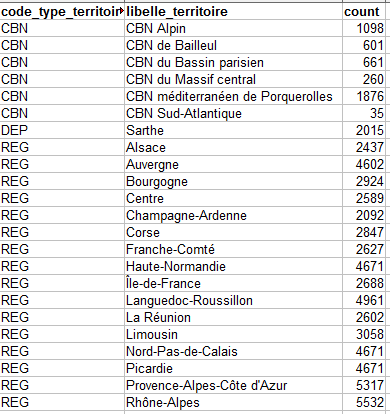 code_type_territoir libelle_territoire count
CBN CBN Alpin 1098
CBN CBN de Bailleul 601
CBN CBN du Bassin parisien 661
CBN CBN du Massif central 260
CBN CBN méditerranéen de Porquerolles 1876
CBN CBN Sud-Atlantique 35
DEP Sarthe 2015
REG Alsace 2437
REG Auvergne 4602
REG Bourgogne 2924
REG Centre 2589
REG Champagne-Ardenne 2092
REG Corse 2847
REG Franche-Comté 2627
REG Haute-Normandie 4671
REG Île-de-France 2688
REG Languedoc-Roussillon 4961
REG La Réunion 2602
REG Limousin 3058
REG Nord-Pas-de-Calais 4671
REG Picardie 4671
REG Provence-Alpes-Côte d'Azur 5317
REG Rhône-Alpes 5532